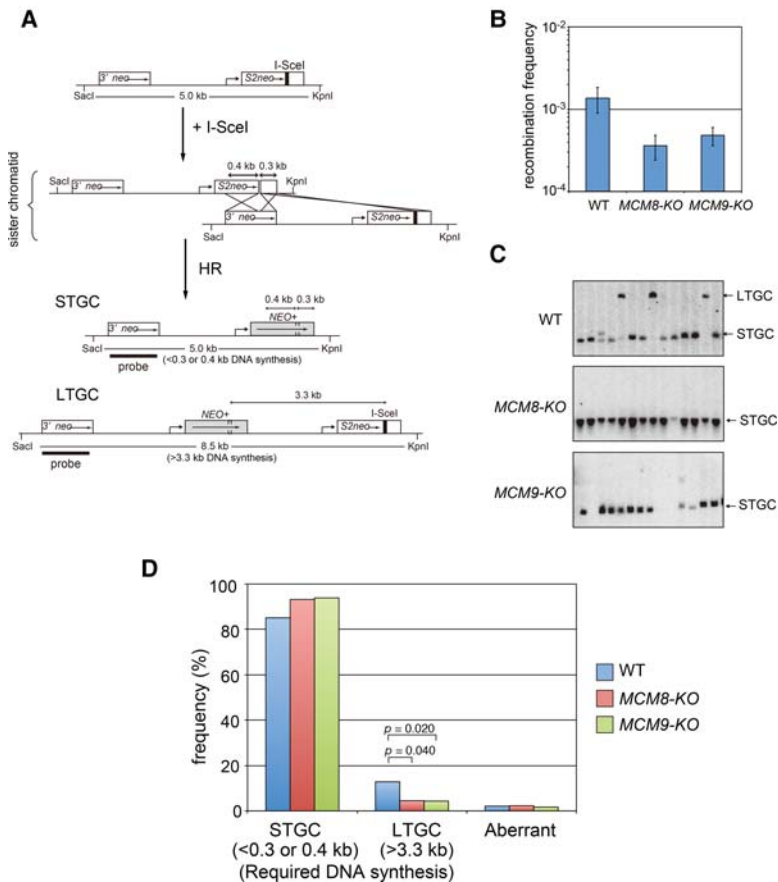 A
I-SceI
3' neo
S2neo
SacI
5.0 kb
KpnI
+ I-SceI
sister chromatid
0.4 kb 0.3 kb
SacI
KpnI
3' neo
S2neo
3' neo
S2neo
SacI
KpnI
HR
STGC
0.4 kb 0.3 kb
3' neo
NEO+
SacI
5.0 kb
KpnI
probe
(<0.3 or 0.4 kb DNA synthesis)
LTGC
3.3 kb
3' neo
NEO+
I-SceI
S2neo
SacI
8.5 kb
KpnI
probe
(>3.3 kb DNA synthesis)
B
recombination frequency
10-2
10-3
10-4
WT MCM8-KO MCM9-KO
C
WT
LTGC
STGC
MCM8-KO
STGC
MCM9-KO
STGC
D
frequency (%)
100
80
60
40
20
0
p = 0.020
p = 0.040
WT
MCM8-KO
MCM9-KO
STGC LTGC Aberrant
(<0.3 or 0.4 kb) (>3.3 kb)
(Required DNA synthesis)